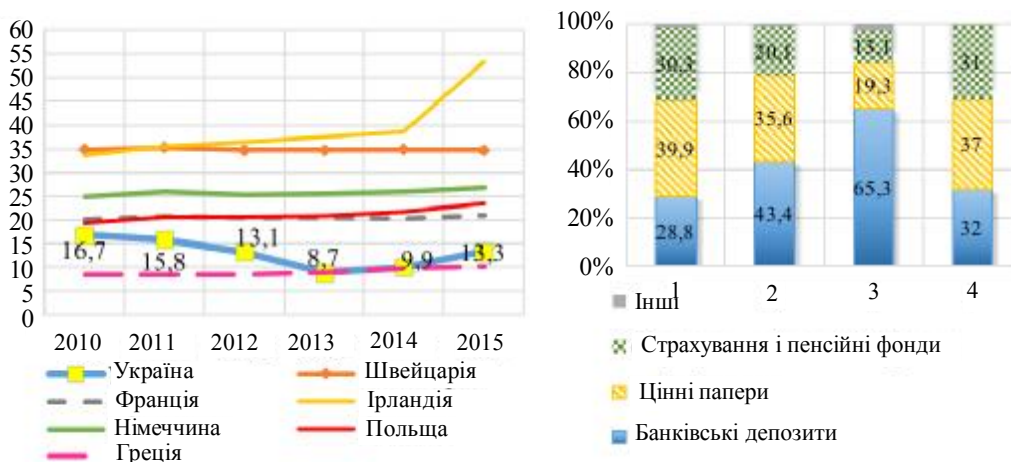 60
55
50
45
40
35
30
25
20
15
10
5
0
16,7
15,8
13,1
8,7
9,9
13,3
2010 2011 2012 2013 2014 2015
Україна
Швейцарія
Франція
Ірландія
Німеччина
Польща
Греція
100%
80%
60%
40%
20%
0%
30,3
39,9
28,8
20,1
35,6
43,4
13,1
19,3
65,3
31
37
32
1 2 3 4
Інші
Страхування і пенсійні фонди
Цінні папери
Банківські депозити